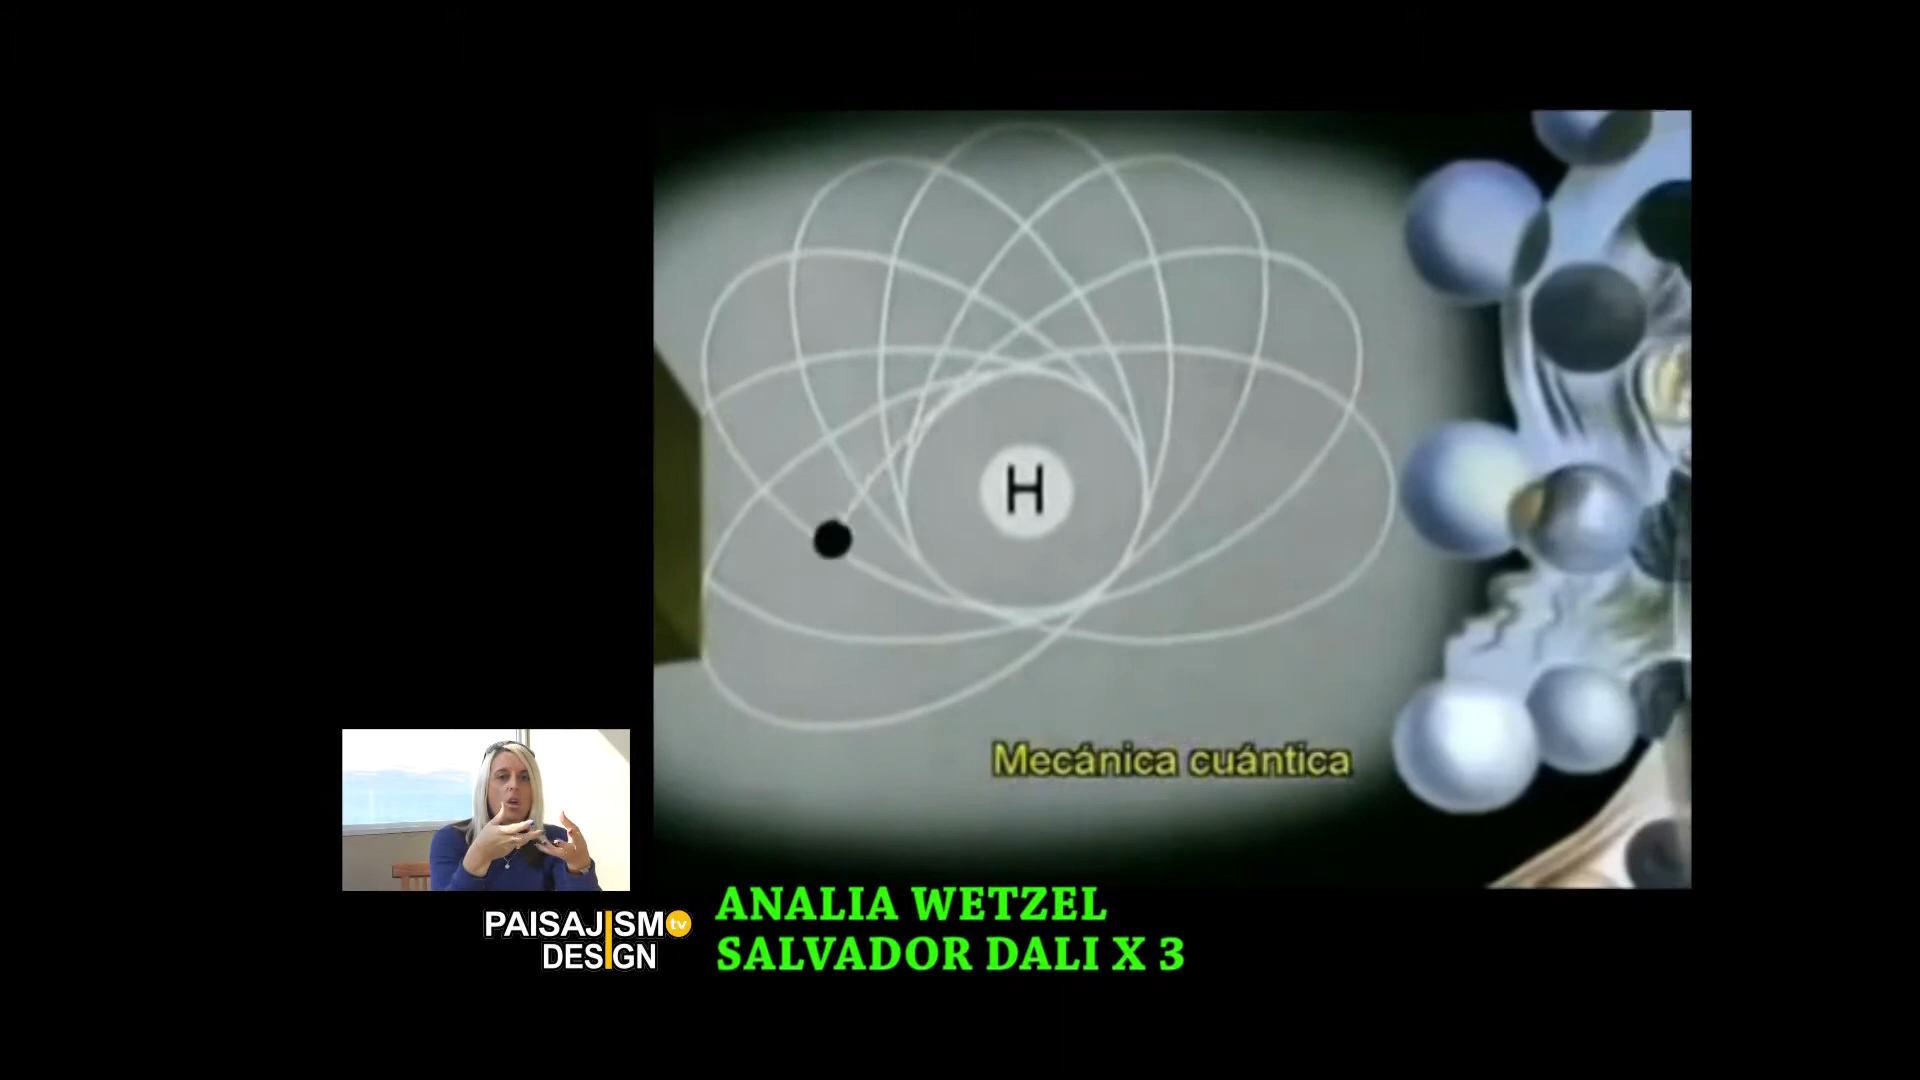 H
Mecánica cuántica
PAISAJISMO tv
DESIGN
ANALIA WETZEL
SALVADOR DALI X 3